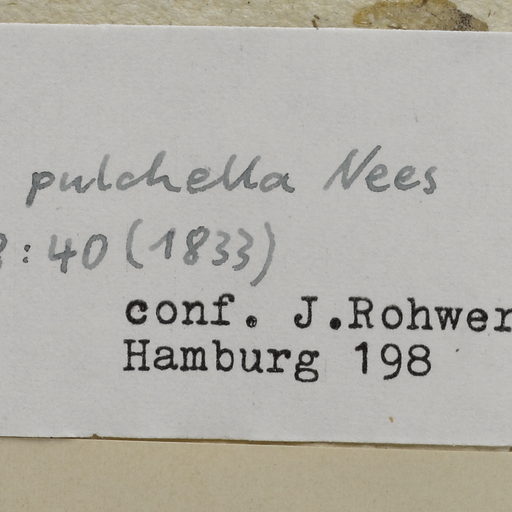 pulchella Nees
: 40 (1833)
conf. J.Rohwer
Hamburg 198